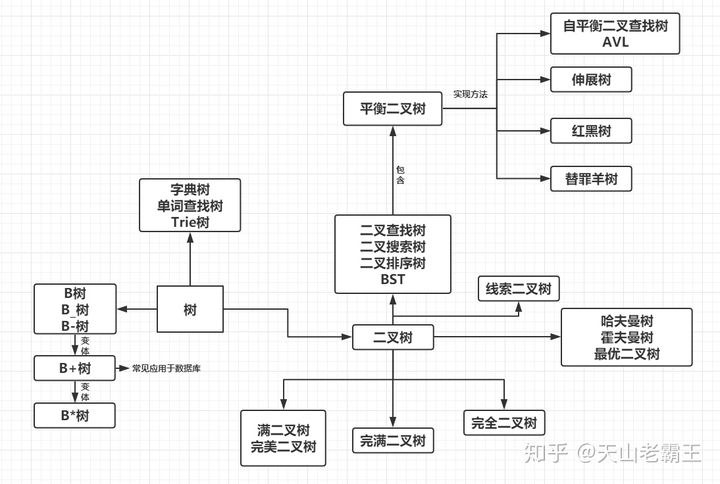 自平衡二叉查找树
AVL
实现方法
伸展树
平衡二叉树
红黑树
包含
替罪羊树
字典树
单词查找树
Trie树
二叉查找树
二叉搜索树
二叉排序树
BST
线索二叉树
B树
B_树
B-树
树
二叉树
哈夫曼树
霍夫曼树
最优二叉树
变体
B+树
常见应用于数据库
变体
B*树
满二叉树
完美二叉树
完满二叉树
完全二叉树
知乎 @天山老霸王